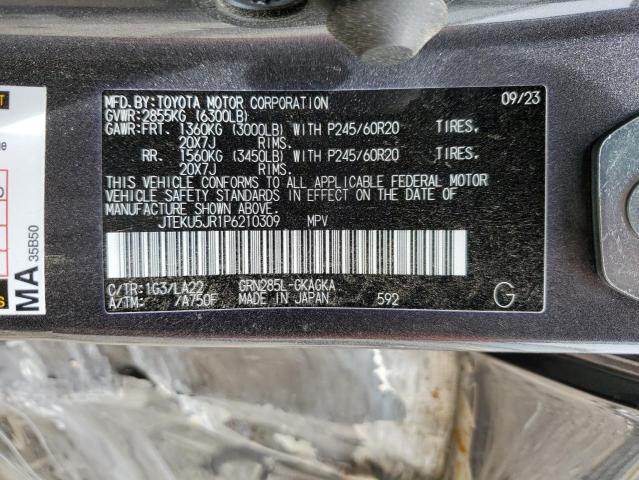 MFD.BY:TOYOTA MOTOR CORPORATION 09/23
GVWR:2855KG (6300LB)
GAWR:FRT. 1360KG (3000LB) WITH P245/60R20 TIRES,
20X7J RIMS.
RR. 1560KG (3450LB) WITH P245/60R20 TIRES,
20X7J RIMS.
THIS VEHICLE CONFORMS TO ALL APPLICABLE FEDERAL MOTOR
VEHICLE SAFETY STANDARDS IN EFFECT ON THE DATE OF
MANUFACTURE SHOWN ABOVE.
JTEKU5JR1P6210309 MPV
C/TR:1G3/LA22 GRN285L-GKAGKA
A/TM: /A750F MADE IN JAPAN 592 G
MA 35B50